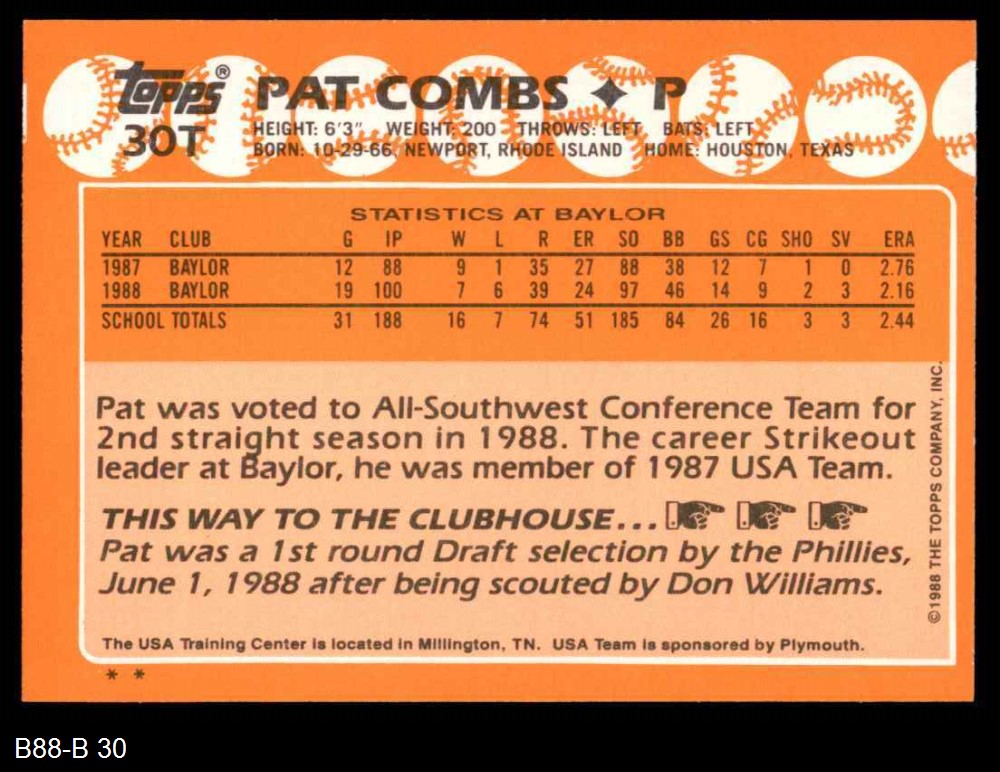 topps® PAT COMBS ✦ P
30T
HEIGHT: 6'3" WEIGHT: 200 THROWS: LEFT BATS: LEFT
BORN: 10-29-66, NEWPORT, RHODE ISLAND HOME: HOUSTON, TEXAS
STATISTICS AT BAYLOR
YEAR CLUB G IP W L R ER SO BB GS CG SHO SV ERA
1987 BAYLOR 12 88 9 1 35 27 88 38 12 7 1 0 2.76
1988 BAYLOR 19 100 7 6 39 24 97 46 14 9 2 3 2.16
SCHOOL TOTALS 31 188 16 7 74 51 185 84 26 16 3 3 2.44
Pat was voted to All-Southwest Conference Team for
2nd straight season in 1988. The career Strikeout
leader at Baylor, he was member of 1987 USA Team.
THIS WAY TO THE CLUBHOUSE...
Pat was a 1st round Draft selection by the Phillies,
June 1, 1988 after being scouted by Don Williams.
The USA Training Center is located in Millington, TN. USA Team is sponsored by Plymouth.
©1988 THE TOPPS COMPANY, INC.
* *
B88-B 30